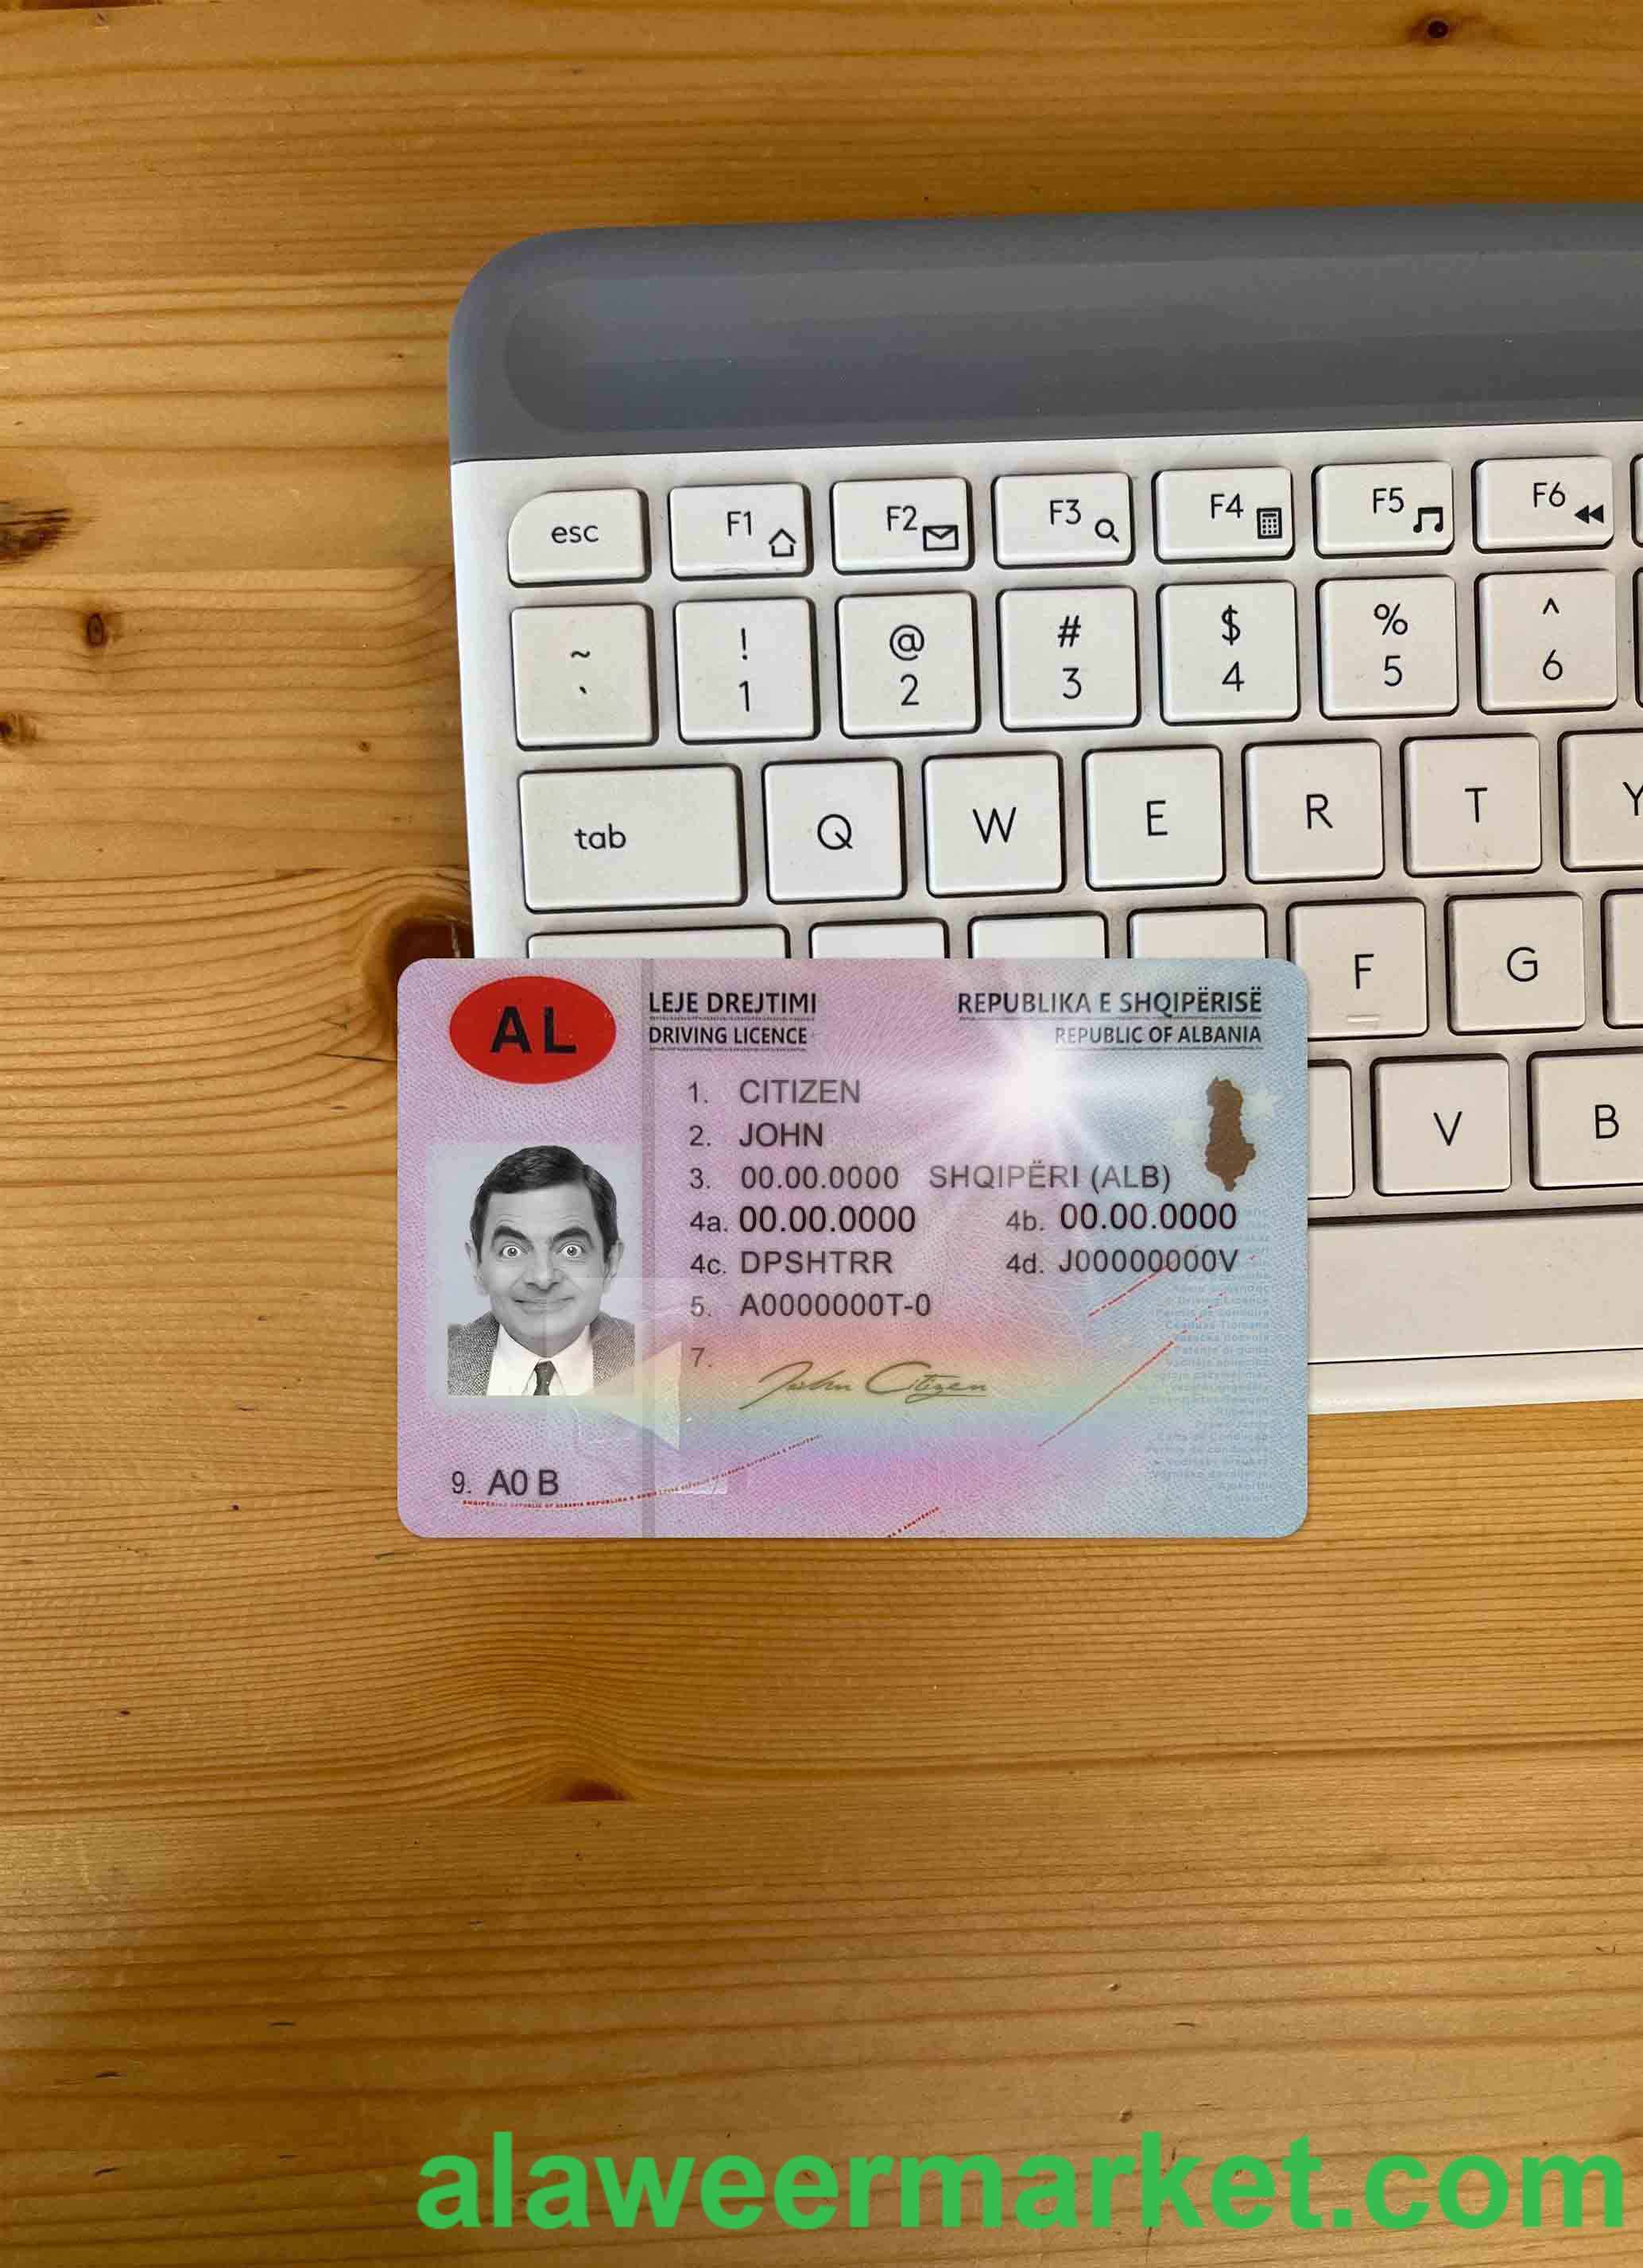 esc F1 F2 F3 F4 F5 F6
~ ! @ # $ % ^
` 1 2 3 4 5 6
tab Q W E R T Y
F G
V B
AL
LEJE DREJTIMI
DRIVING LICENCE
REPUBLIKA E SHQIPËRISË
REPUBLIC OF ALBANIA
1. CITIZEN
2. JOHN
3. 00.00.0000 SHQIPËRI (ALB)
4a. 00.00.0000 4b. 00.00.0000
4c. DPSHTRR 4d. J00000000V
5. A0000000T-0
7. John Citizen
9. A0 B
alaweermarket.com